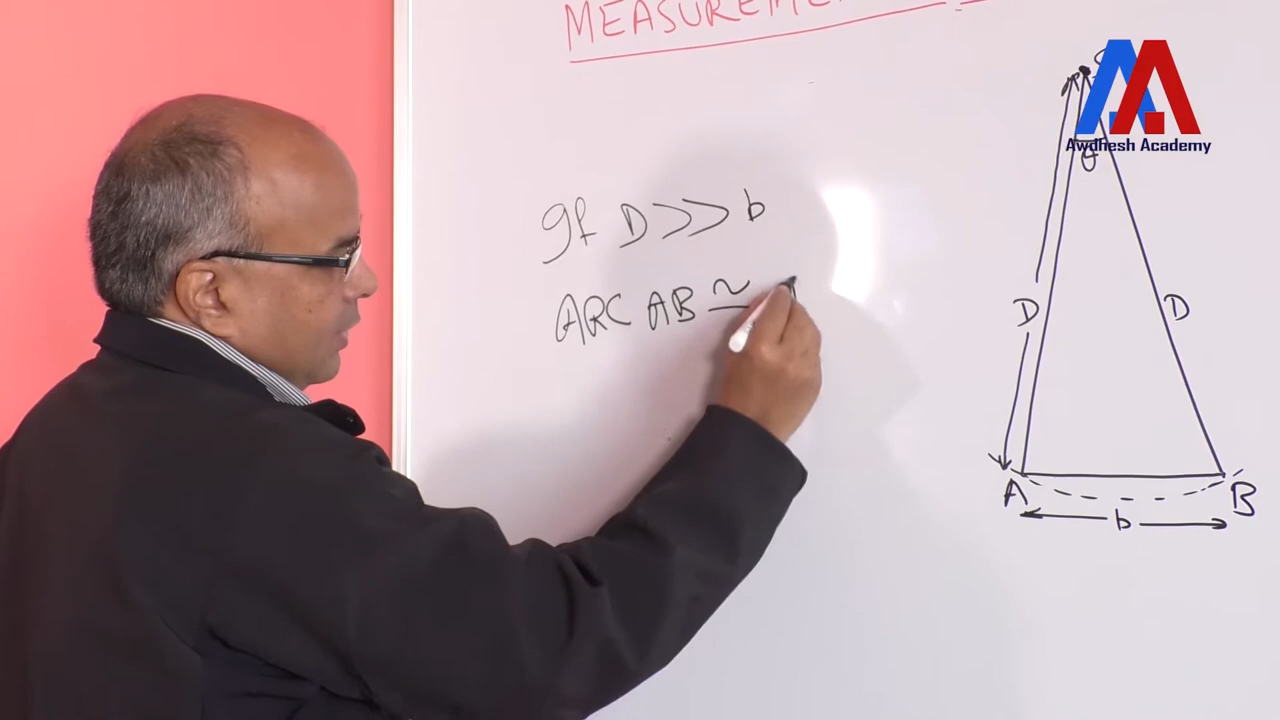 MEASUREME
Awdhesh Academy
If D>>b
ARC AB ≃
θ
D
D
A
B
b